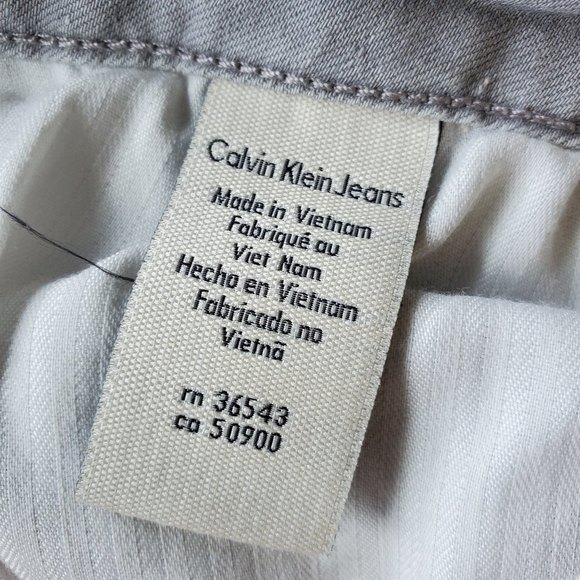 Calvin Klein Jeans
Made in Vietnam
Fabriqué au
Viet Nam
Hecho en Vietnam
Fabricado no
Vietnã
rn 36543
ca 50900